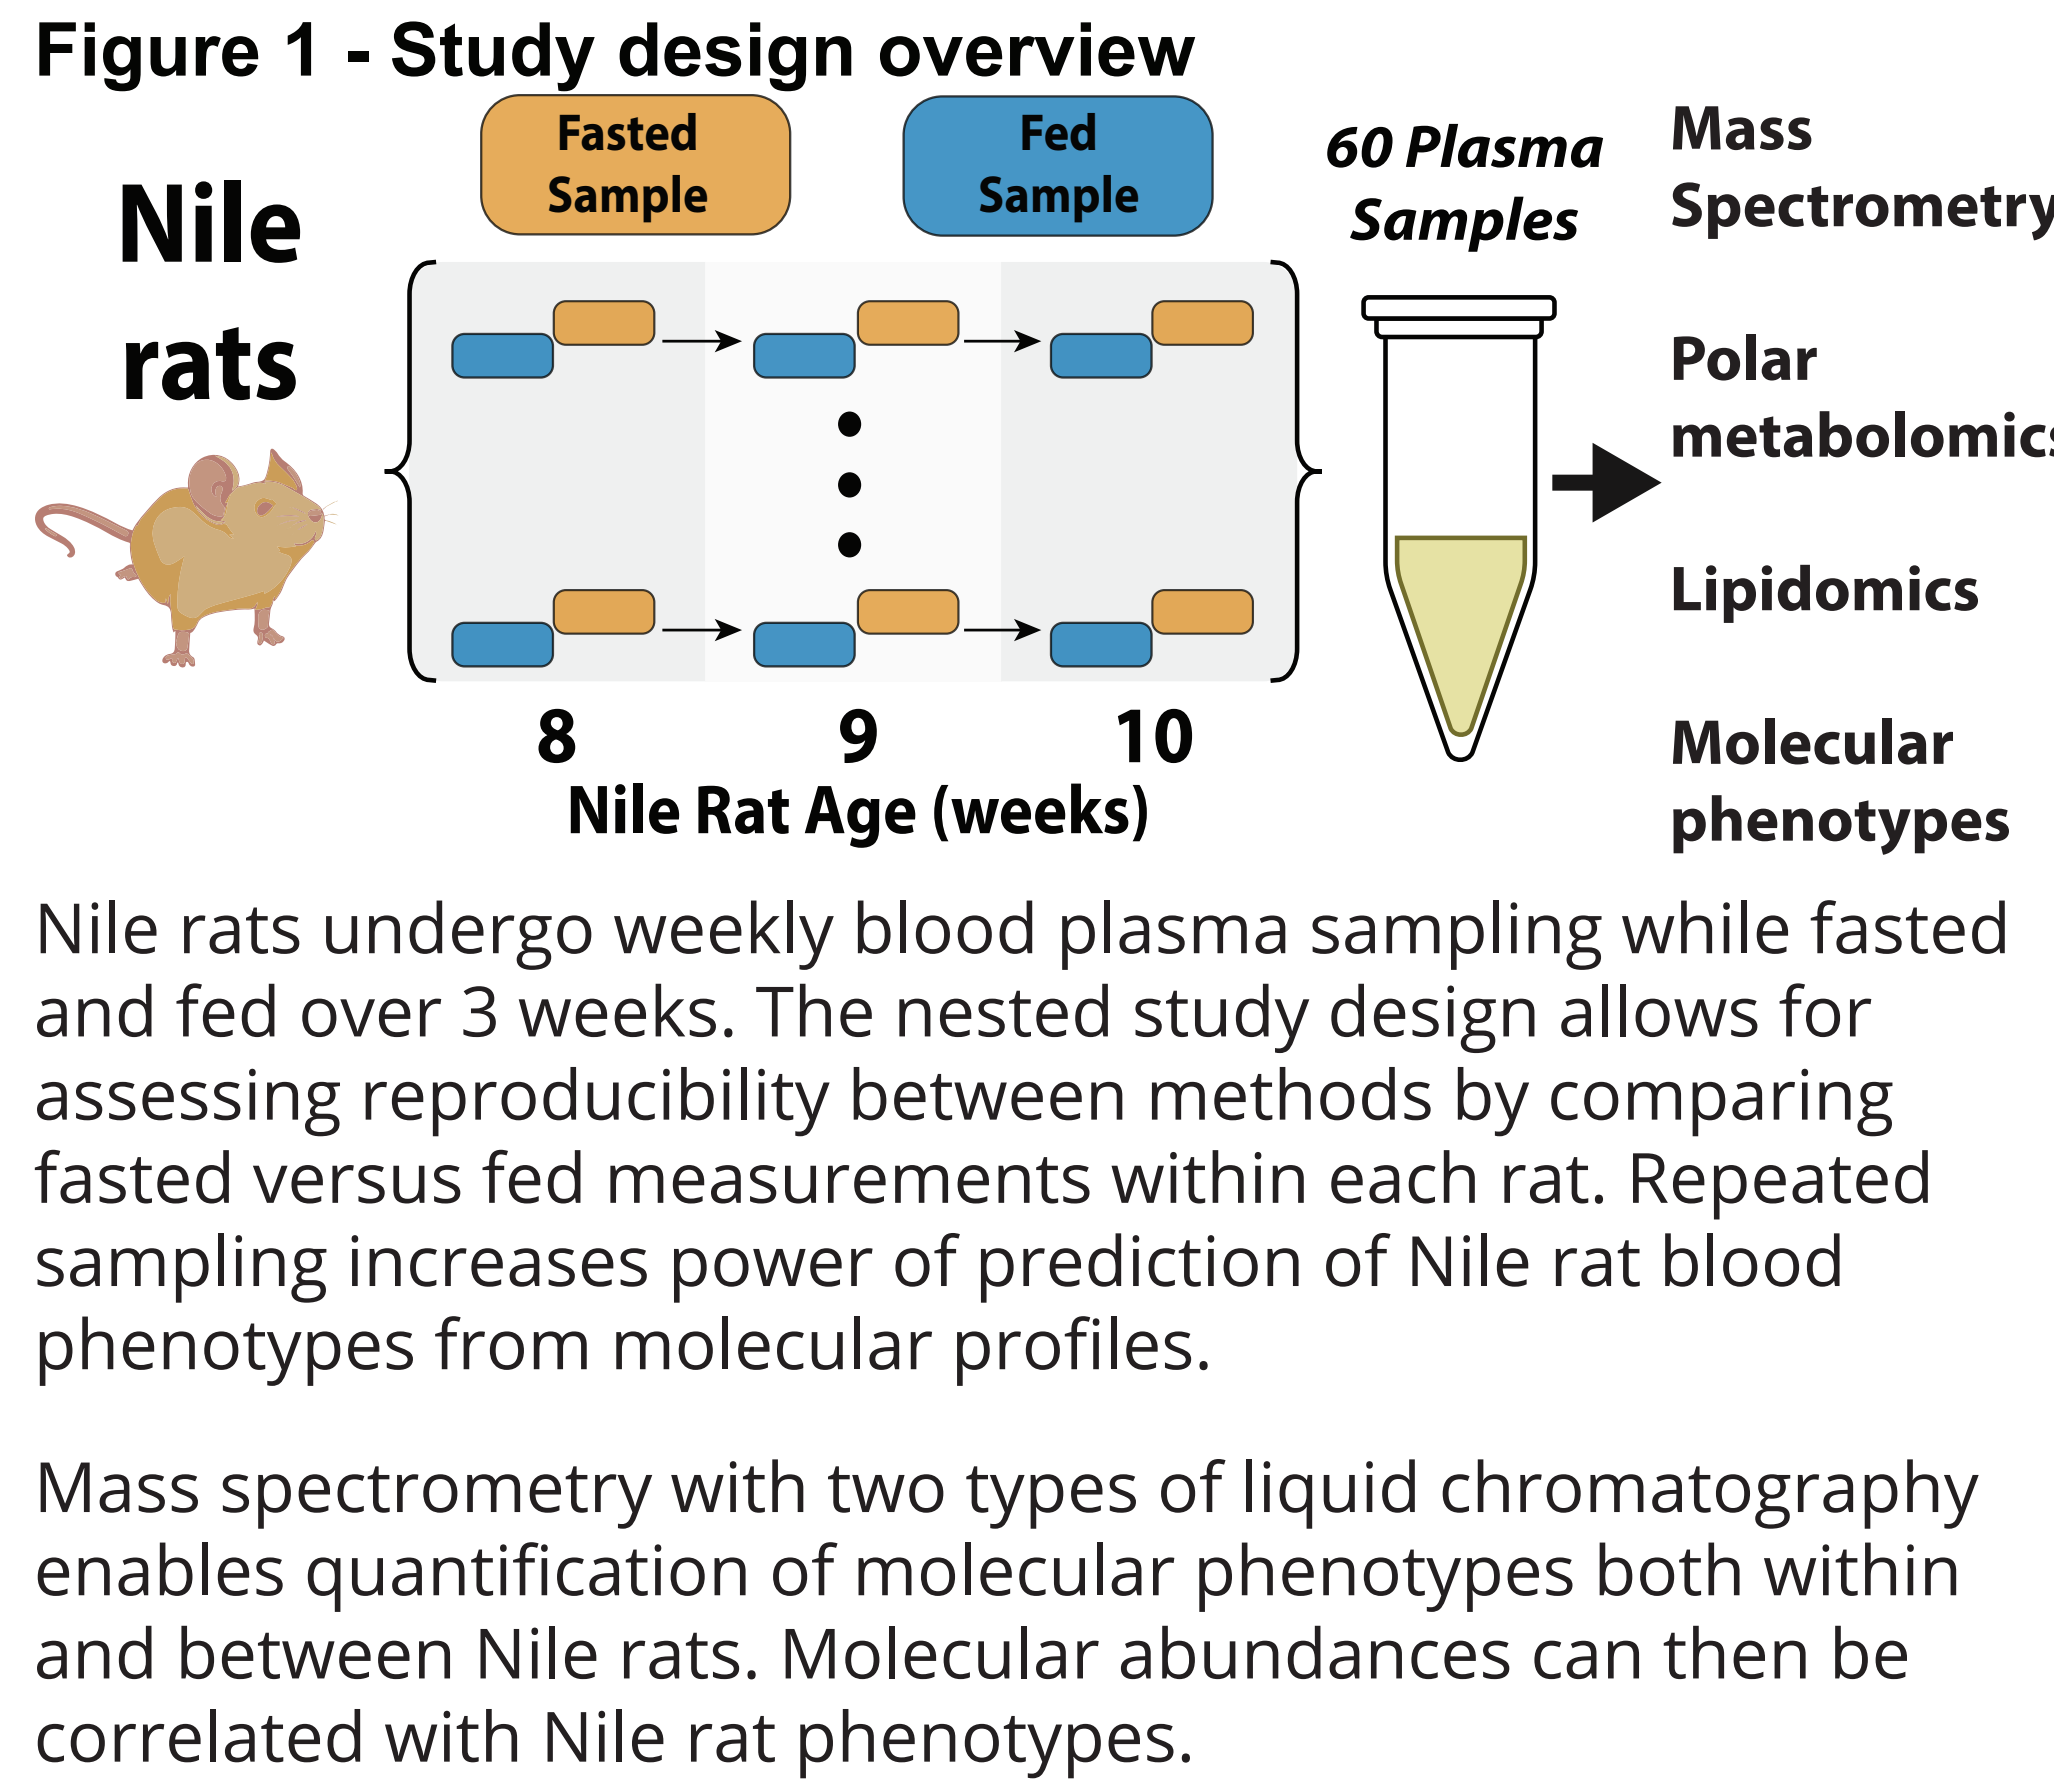 Figure 1 - Study design overview
Nile
rats
Fasted
Sample
Fed
Sample
60 Plasma
Samples
Mass
Spectrometry
Polar
metabolomics
Lipidomics
Molecular
phenotypes
8
9
10
Nile Rat Age (weeks)
Nile rats undergo weekly blood plasma sampling while fasted
and fed over 3 weeks. The nested study design allows for
assessing reproducibility between methods by comparing
fasted versus fed measurements within each rat. Repeated
sampling increases power of prediction of Nile rat blood
phenotypes from molecular profiles.
Mass spectrometry with two types of liquid chromatography
enables quantification of molecular phenotypes both within
and between Nile rats. Molecular abundances can then be
correlated with Nile rat phenotypes.